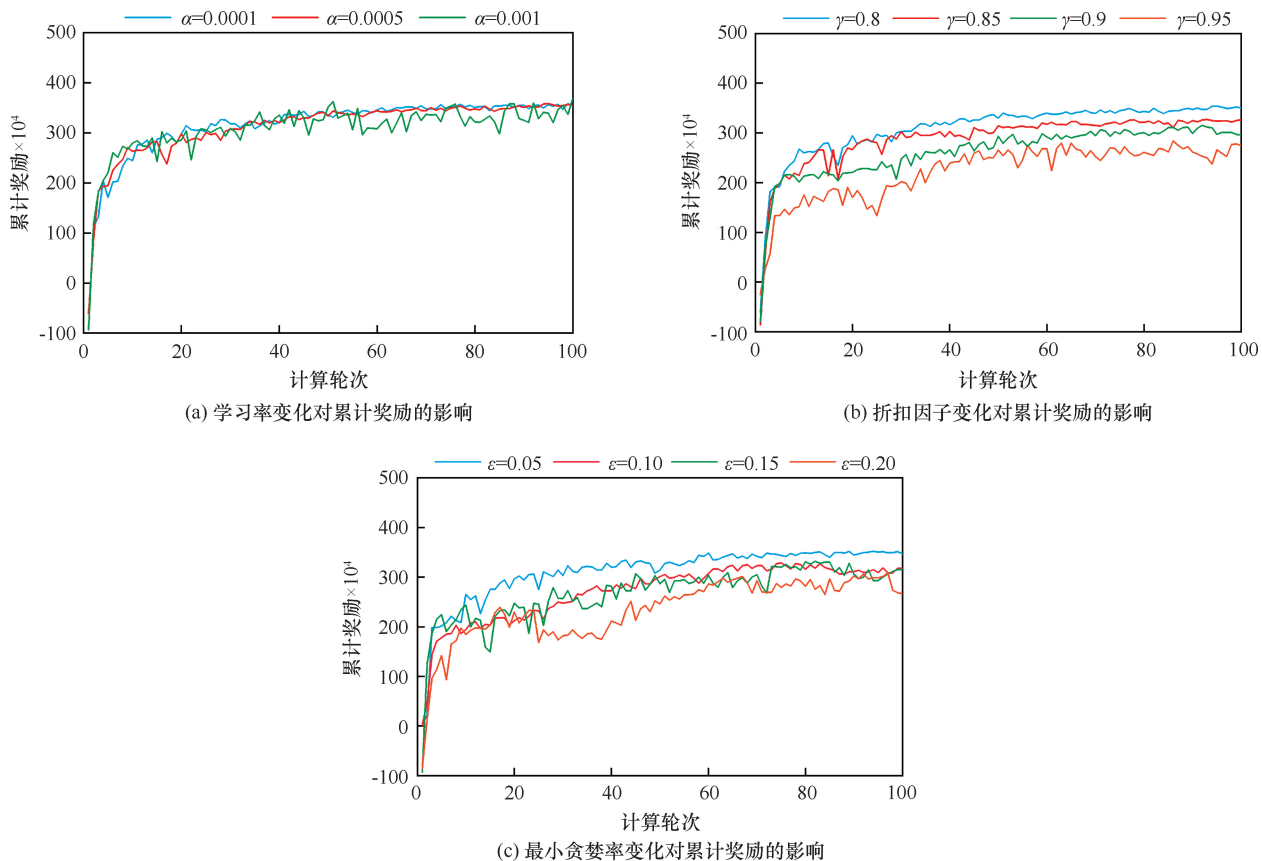 α=0.0001 α=0.0005 α=0.001
500
400
300
200
100
0
-100
累计奖励×10⁴
0 20 40 60 80 100
计算轮次
(a) 学习率变化对累计奖励的影响
γ=0.8 γ=0.85 γ=0.9 γ=0.95
500
400
300
200
100
0
-100
累计奖励×10⁴
0 20 40 60 80 100
计算轮次
(b) 折扣因子变化对累计奖励的影响
ε=0.05 ε=0.10 ε=0.15 ε=0.20
500
400
300
200
100
0
-100
累计奖励×10⁴
0 20 40 60 80 100
计算轮次
(c) 最小贪婪率变化对累计奖励的影响